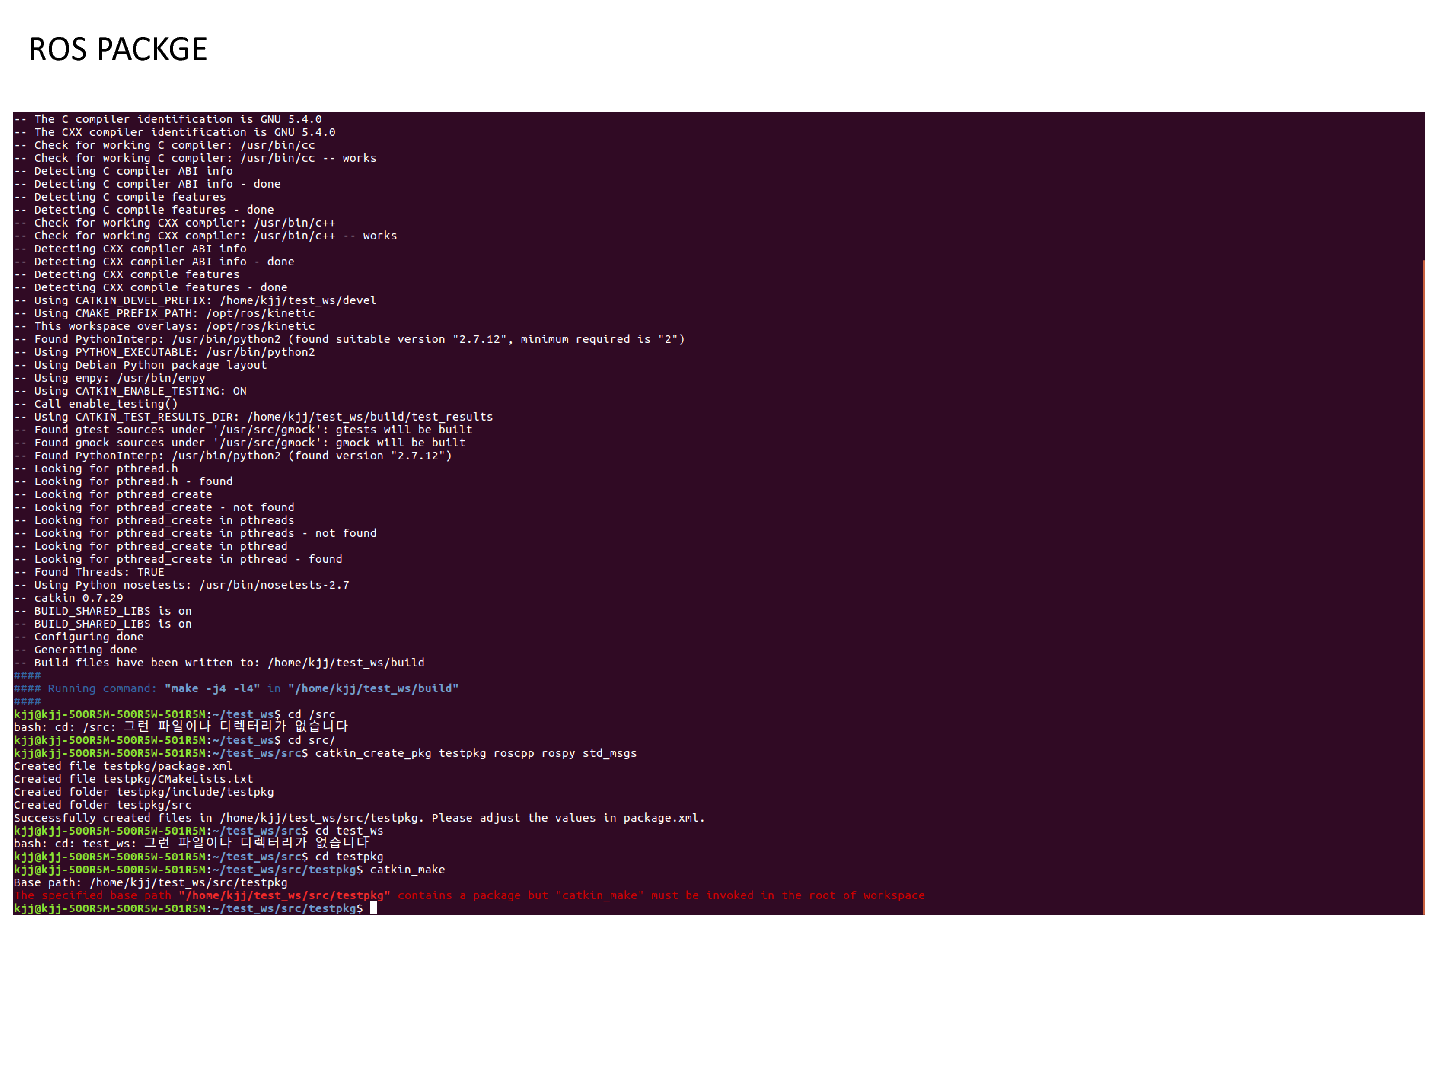 ROS PACKGE
-- The C compiler identification is GNU 5.4.0
-- The CXX compiler identification is GNU 5.4.0
-- Check for working C compiler: /usr/bin/cc
-- Check for working C compiler: /usr/bin/cc -- works
-- Detecting C compiler ABI info
-- Detecting C compiler ABI info - done
-- Detecting C compile features
-- Detecting C compile features - done
-- Check for working CXX compiler: /usr/bin/c++
-- Check for working CXX compiler: /usr/bin/c++ -- works
-- Detecting CXX compiler ABI info
-- Detecting CXX compiler ABI info - done
-- Detecting CXX compile features
-- Detecting CXX compile features - done
-- Using CATKIN_DEVEL_PREFIX: /home/kjj/test_ws/devel
-- Using CMAKE_PREFIX_PATH: /opt/ros/kinetic
-- This workspace overlays: /opt/ros/kinetic
-- Found PythonInterp: /usr/bin/python2 (found suitable version "2.7.12", minimum required is "2")
-- Using PYTHON_EXECUTABLE: /usr/bin/python2
-- Using Debian Python package layout
-- Using empy: /usr/bin/empy
-- Using CATKIN_ENABLE_TESTING: ON
-- Call enable_testing()
-- Using CATKIN_TEST_RESULTS_DIR: /home/kjj/test_ws/build/test_results
-- Found gtest sources under '/usr/src/gmock': gtests will be built
-- Found gmock sources under '/usr/src/gmock': gmock will be built
-- Found PythonInterp: /usr/bin/python2 (found version "2.7.12")
-- Looking for pthread.h
-- Looking for pthread.h - found
-- Looking for pthread_create
-- Looking for pthread_create - not found
-- Looking for pthread_create in pthreads
-- Looking for pthread_create in pthreads - not found
-- Looking for pthread_create in pthread
-- Looking for pthread_create in pthread - found
-- Found Threads: TRUE
-- Using Python nosetests: /usr/bin/nosetests-2.7
-- catkin 0.7.29
-- BUILD_SHARED_LIBS is on
-- BUILD_SHARED_LIBS is on
-- Configuring done
-- Generating done
-- Build files have been written to: /home/kjj/test_ws/build
####
#### Running command: "make -j4 -l4" in "/home/kjj/test_ws/build"
####
kjj@kjj-500R5M-500R5W-501R5M:~/test_ws$ cd /src
bash: cd: /src: 그런 파일이나 디렉터리가 없습니다
kjj@kjj-500R5M-500R5W-501R5M:~/test_ws$ cd src/
kjj@kjj-500R5M-500R5W-501R5M:~/test_ws/src$ catkin_create_pkg testpkg roscpp rospy std_msgs
Created file testpkg/package.xml
Created file testpkg/CMakeLists.txt
Created folder testpkg/include/testpkg
Created folder testpkg/src
Successfully created files in /home/kjj/test_ws/src/testpkg. Please adjust the values in package.xml.
kjj@kjj-500R5M-500R5W-501R5M:~/test_ws/src$ cd test_ws
bash: cd: test_ws: 그런 파일이나 디렉터리가 없습니다
kjj@kjj-500R5M-500R5W-501R5M:~/test_ws/src$ cd testpkg
kjj@kjj-500R5M-500R5W-501R5M:~/test_ws/src/testpkg$ catkin_make
Base path: /home/kjj/test_ws/src/testpkg
The specified base path "/home/kjj/test_ws/src/testpkg" contains a package but "catkin_make" must be invoked in the root of workspace
kjj@kjj-500R5M-500R5W-501R5M:~/test_ws/src/testpkg$